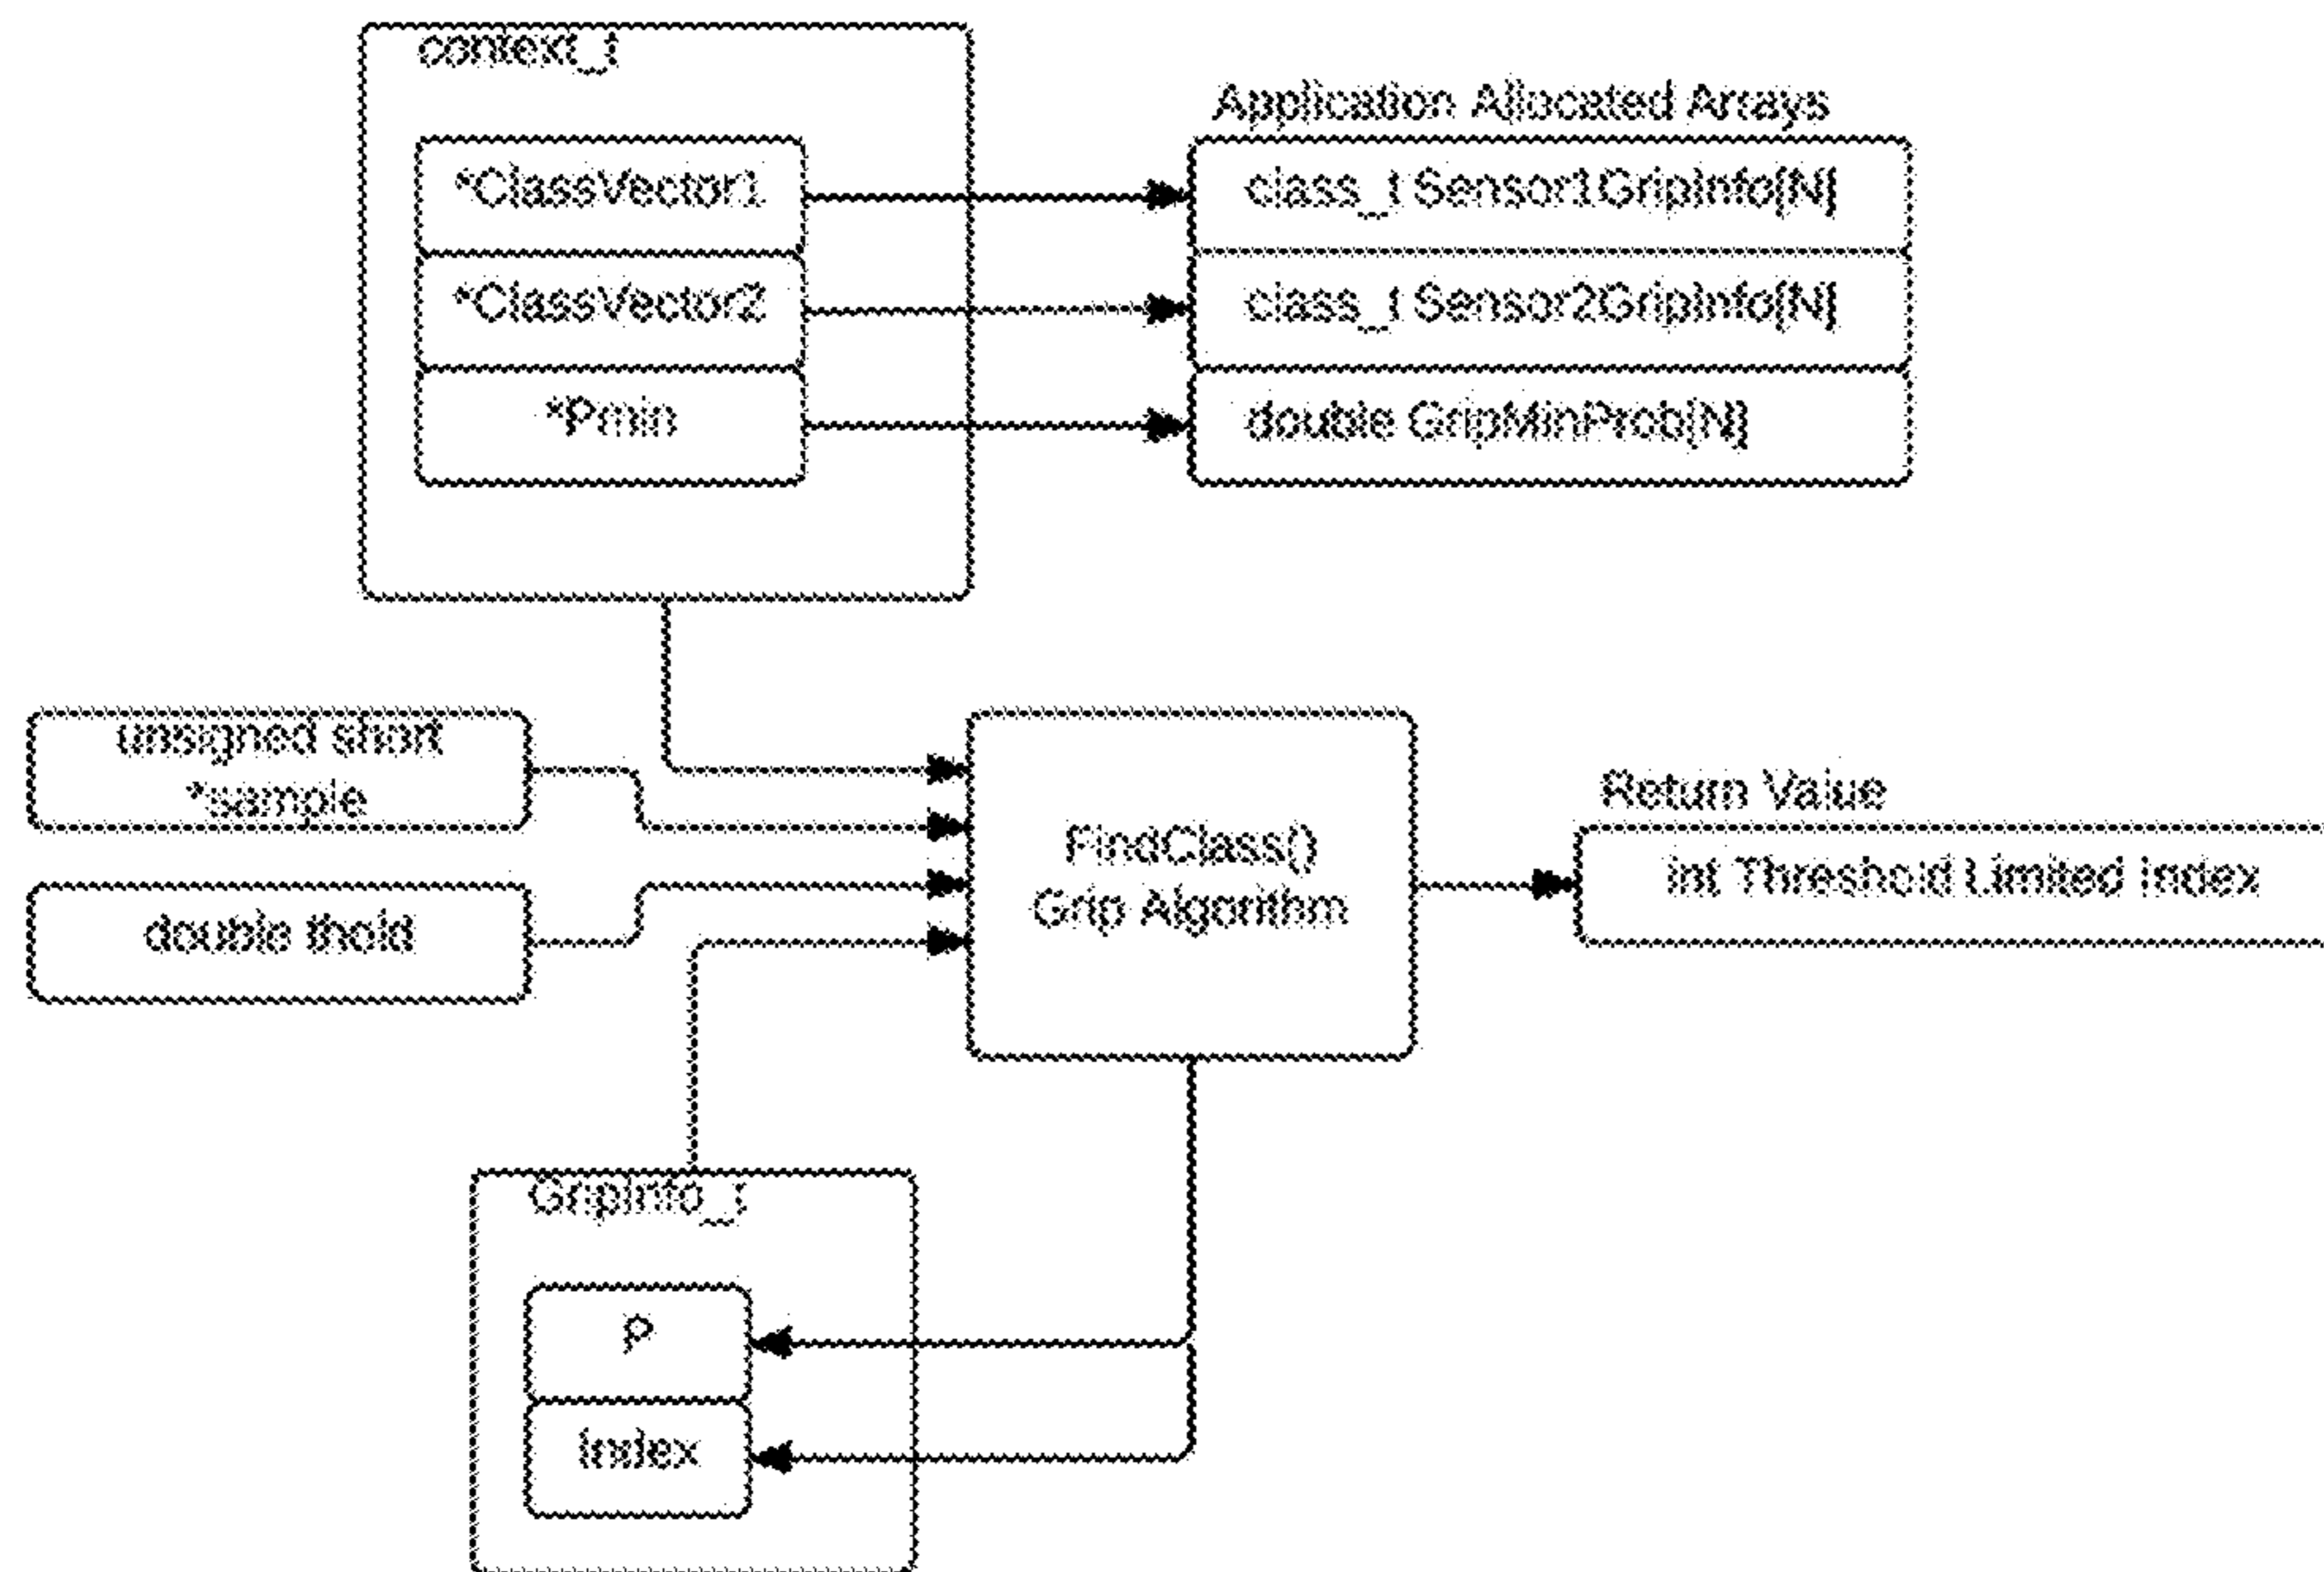 context_t
*ClassVector1
*ClassVector2
*Pmin
Application Allocated Arrays
class_t Sensor1GripInfo[N]
class_t Sensor2GripInfo[N]
double GripMinProb[N]
unsigned short
*sample
double thold
FindClass()
Grip Algorithm
Return Value
int Threshold Limited Index
GripInfo_t
P
Index